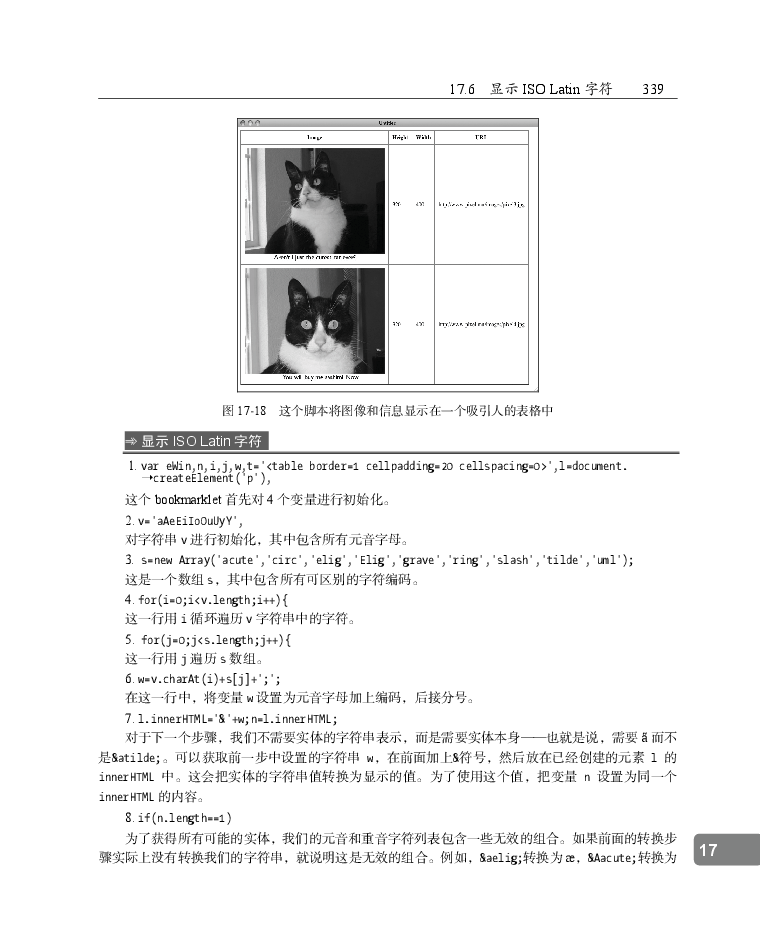 17.6 显示 ISO Latin 字符 339
Untitled
Image Height Width URL
320 400
Aren't I just the cutest cat ever?
320 400
You will buy me sashimi. Now.
图 17-18 这个脚本将图像和信息显示在一个吸引人的表格中
显示 ISO Latin 字符
1. var eWin,n,i,j,w,t='<table border=1 cellpadding=20 cellspacing=0>',l=document.
→createElement('p'),
这个 bookmarklet 首先对 4 个变量进行初始化。
2. v='aAeEiIoOuUyY',
对字符串 v 进行初始化，其中包含所有元音字母。
3. s=new Array('acute','circ','elig','Elig','grave','ring','slash','tilde','uml');
这是一个数组 s，其中包含所有可区别的字符编码。
4. for(i=0;i<v.length;i++){
这一行用 i 循环遍历 v 字符串中的字符。
5. for(j=0;j<s.length;j++){
这一行用 j 遍历 s 数组。
6. w=v.charAt(i)+s[j]+';';
在这一行中，将变量 w 设置为元音字母加上编码，后接分号。
7. l.innerHTML='&'+w;n=l.innerHTML;
对于下一个步骤，我们不需要实体的字符串表示，而是需要实体本身——也就是说，需要 ã 而不
是&atilde;。可以获取前一步中设置的字符串 w，在前面加上&符号，然后放在已经创建的元素 l 的
innerHTML 中。这会把实体的字符串值转换为显示的值。为了使用这个值，把变量 n 设置为同一个
innerHTML 的内容。
8. if(n.length==1)
为了获得所有可能的实体，我们的元音和重音字符列表包含一些无效的组合。如果前面的转换步
骤实际上没有转换我们的字符串，就说明这是无效的组合。例如，&aelig;转换为 æ，&Aacute;转换为
17